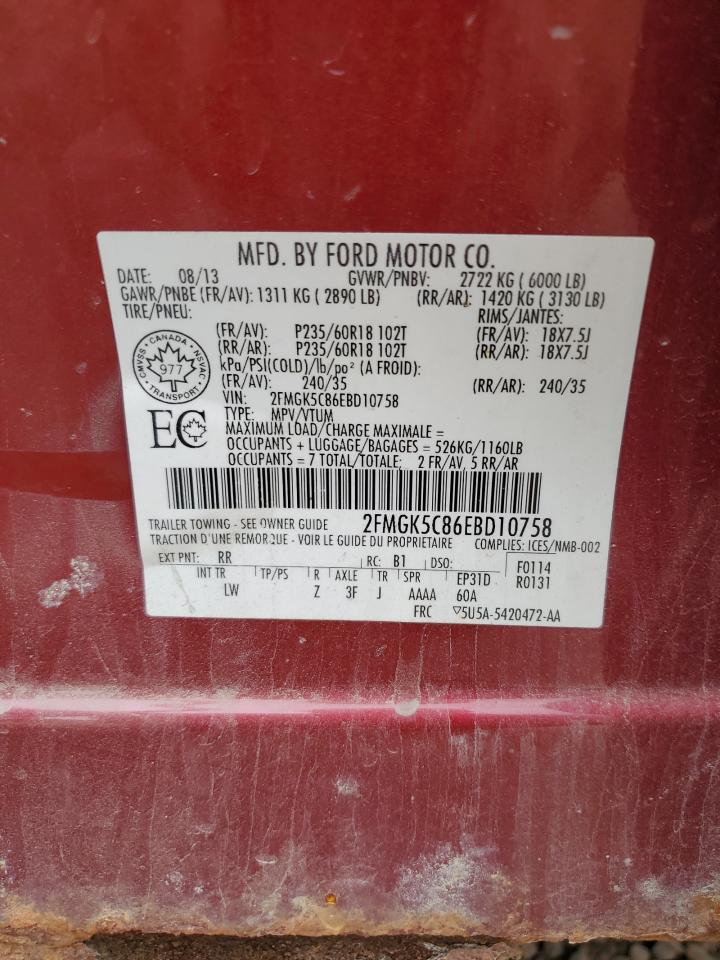 MFD. BY FORD MOTOR CO.
DATE: 08/13 GVWR/PNBV: 2722 KG ( 6000 LB)
GAWR/PNBE (FR/AV): 1311 KG ( 2890 LB) (RR/AR): 1420 KG ( 3130 LB)
TIRE/PNEU: RIMS/JANTES:
(FR/AV): P235/60R18 102T (FR/AV): 18X7.5J
(RR/AR): P235/60R18 102T (RR/AR): 18X7.5J
kPa/PSI(COLD)/lb/po² (A FROID):
(FR/AV): 240/35 (RR/AR): 240/35
CMVSS • CANADA • NSVAC
977
• TRANSPORT •
VIN: 2FMGK5C86EBD10758
TYPE: MPV/VTUM
EC
MAXIMUM LOAD/CHARGE MAXIMALE =
OCCUPANTS + LUGGAGE/BAGAGES = 526KG/1160LB
OCCUPANTS = 7 TOTAL/TOTALE; 2 FR/AV, 5 RR/AR
TRAILER TOWING - SEE OWNER GUIDE 2FMGK5C86EBD10758
TRACTION D'UNE REMORQUE - VOIR LE GUIDE DU PROPRIETAIRE COMPLIES: ICES/NMB-002
EXT PNT: RR RC: B1 DSO: F0114
INT TR TP/PS R AXLE TR SPR EP31D R0131
LW Z 3F J AAAA 60A
FRC ▽5U5A-5420472-AA